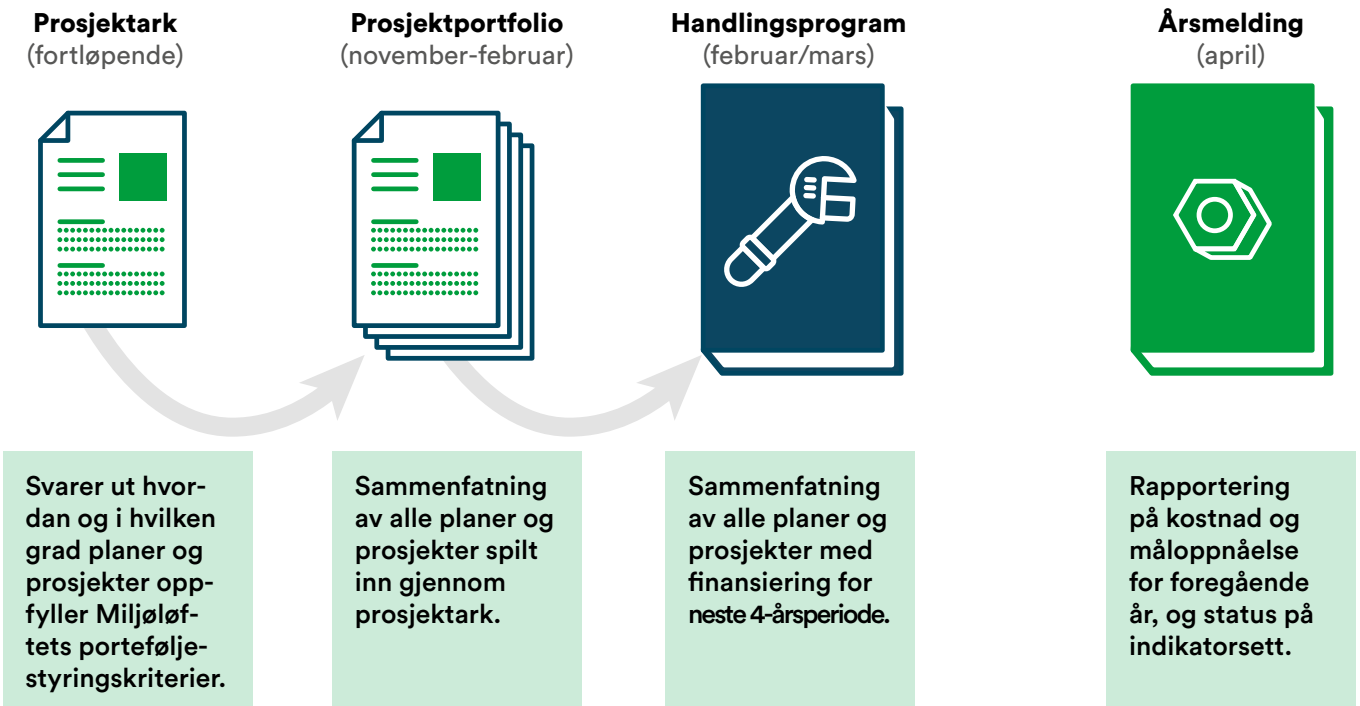 Prosjektark
(fortløpende)
Svarer ut hvor-
dan og i hvilken
grad planer og
prosjekter opp-
fyller Miljøløf-
tets portefølje-
styringskriterier.
Prosjektportfolio
(november-februar)
Sammenfatning
av alle planer og
prosjekter spilt
inn gjennom
prosjektark.
Handlingsprogram
(februar/mars)
Sammenfatning
av alle planer og
prosjekter med
finansiering for
neste 4-årsperiode.
Årsmelding
(april)
Rapportering
på kostnad og
måloppnåelse
for foregående
år, og status på
indikatorsett.